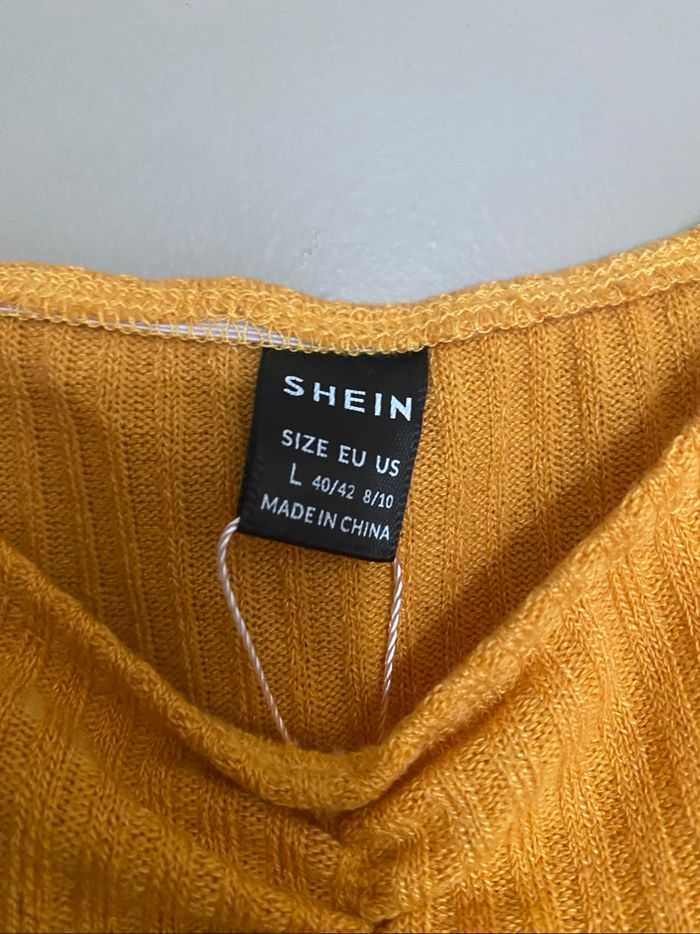 SHEIN
SIZE EU US
L 40/42 8/10
MADE IN CHINA